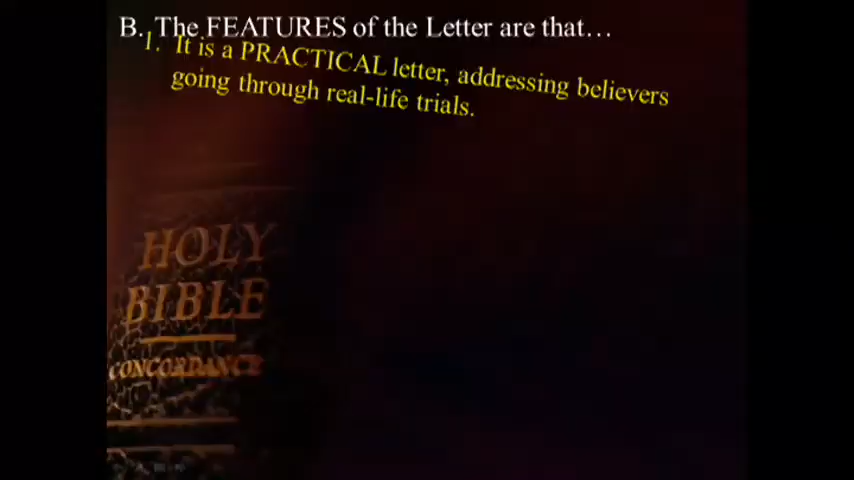 B. The FEATURES of the Letter are that…
1. It is a PRACTICAL letter, addressing believers
going through real-life trials.
HOLY
BIBLE
CONCORDANCE